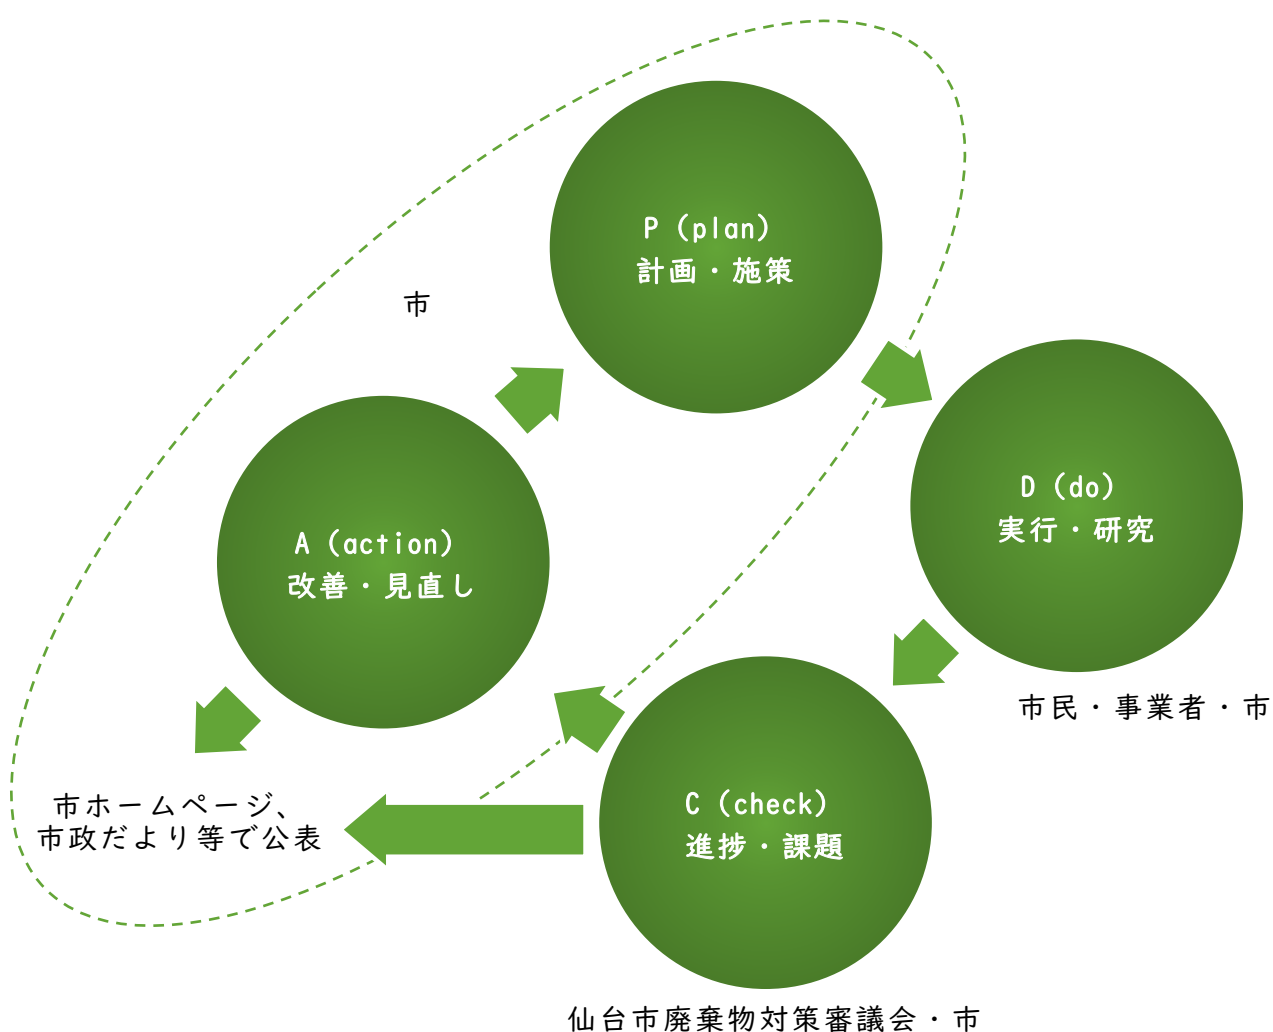 P（plan）
計画・施策
市
D（do）
実行・研究
市民・事業者・市
A（action）
改善・見直し
C（check）
進捗・課題
仙台市廃棄物対策審議会・市
市ホームページ、
市政だより等で公表